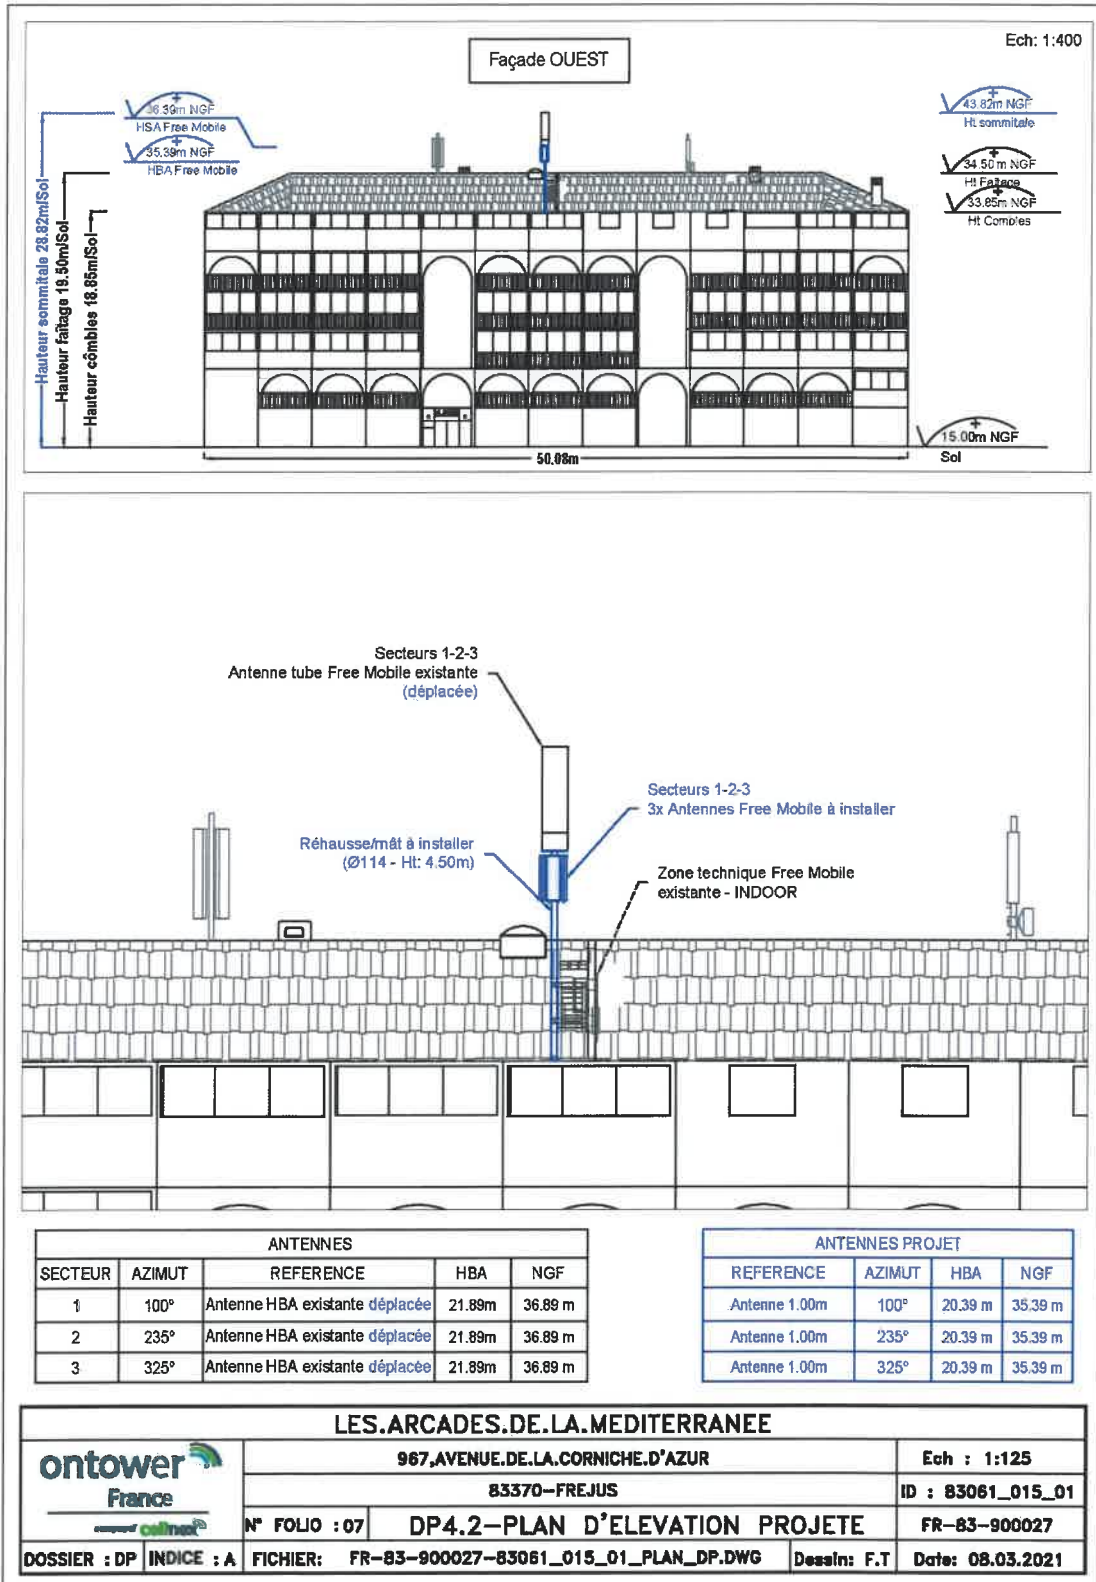 Façade OUEST
Ech: 1:400
36.39m NGF
HSA Free Mobile
35.39m NGF
HBA Free Mobile
43.82m NGF
Ht sommitale
34.50m NGF
Ht Faîtage
33.85m NGF
Ht Combles
Hauteur sommitale 28.82m/Sol
Hauteur faîtage 19.50m/Sol
Hauteur cômbles 18.85m/Sol
15.00m NGF
Sol
50.08m
Secteurs 1-2-3
Antenne tube Free Mobile existante
(déplacée)
Secteurs 1-2-3
3x Antennes Free Mobile à installer
Réhausse/mât à installer
(Ø114 - Ht: 4.50m)
Zone technique Free Mobile
existante - INDOOR
ANTENNES
SECTEUR AZIMUT REFERENCE HBA NGF
1 100° Antenne HBA existante déplacée 21.89m 36.89 m
2 235° Antenne HBA existante déplacée 21.89m 36.89 m
3 325° Antenne HBA existante déplacée 21.89m 36.89 m
ANTENNES PROJET
REFERENCE AZIMUT HBA NGF
Antenne 1.00m 100° 20.39 m 35.39 m
Antenne 1.00m 235° 20.39 m 35.39 m
Antenne 1.00m 325° 20.39 m 35.39 m
LES.ARCADES.DE.LA.MEDITERRANEE
ontower
France
cellnex
967,AVENUE.DE.LA.CORNICHE.D'AZUR
Ech : 1:125
83370-FREJUS
ID : 83061_015_01
N° FOLIO :07 DP4.2-PLAN D'ELEVATION PROJETE FR-83-900027
DOSSIER : DP INDICE : A FICHIER: FR-83-900027-83061_015_01_PLAN_DP.DWG Dessin: F.T Date: 08.03.2021